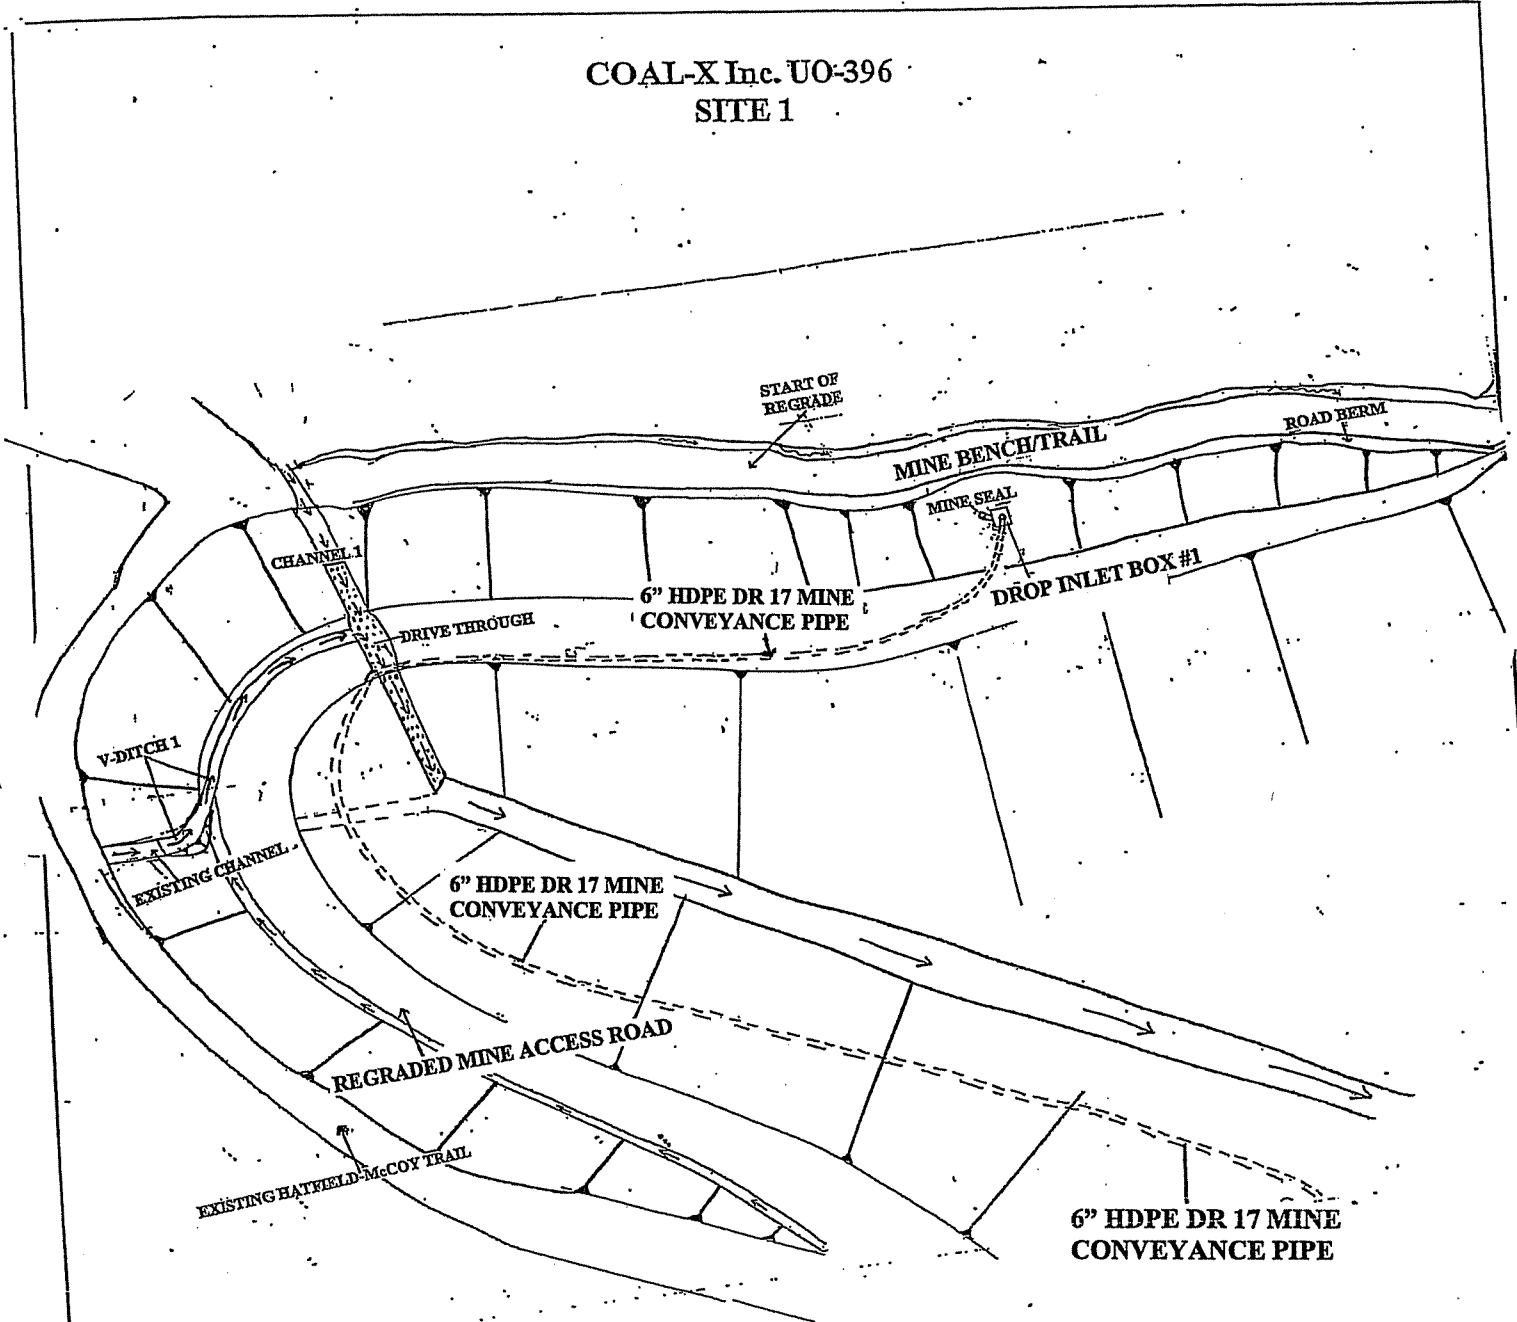 COAL-X Inc. UO-396
SITE 1
START OF
REGRADE
ROAD BERM
MINE BENCH/TRAIL
MINE SEAL
CHANNEL 1
DROP INLET BOX #1
6” HDPE DR 17 MINE
CONVEYANCE PIPE
DRIVE THROUGH
V-DITCH 1
EXISTING CHANNEL
6” HDPE DR 17 MINE
CONVEYANCE PIPE
REGRADED MINE ACCESS ROAD
EXISTING HATFIELD-McCOY TRAIL
6” HDPE DR 17 MINE
CONVEYANCE PIPE